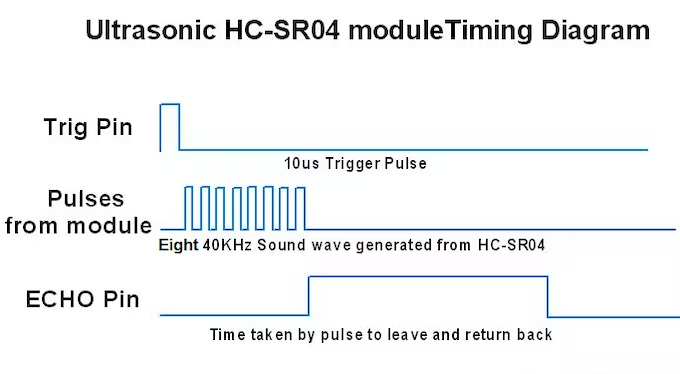 Ultrasonic HC-SR04 moduleTiming Diagram
Trig Pin
10us Trigger Pulse
Pulses
from module
Eight 40KHz Sound wave generated from HC-SR04
ECHO Pin
Time taken by pulse to leave and return back